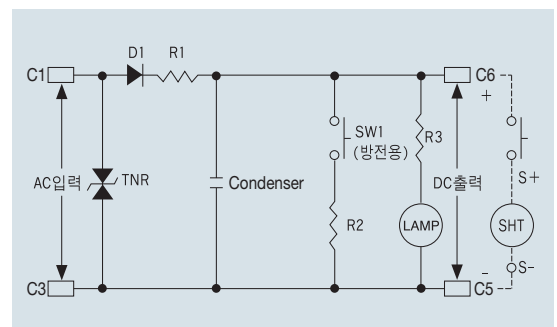 D1
R1
C1
C6
+
SW1
(방전용)
R3
S+
AC입력
TNR
Condenser
DC출력
R2
LAMP
SHT
-
S-
C3
C5